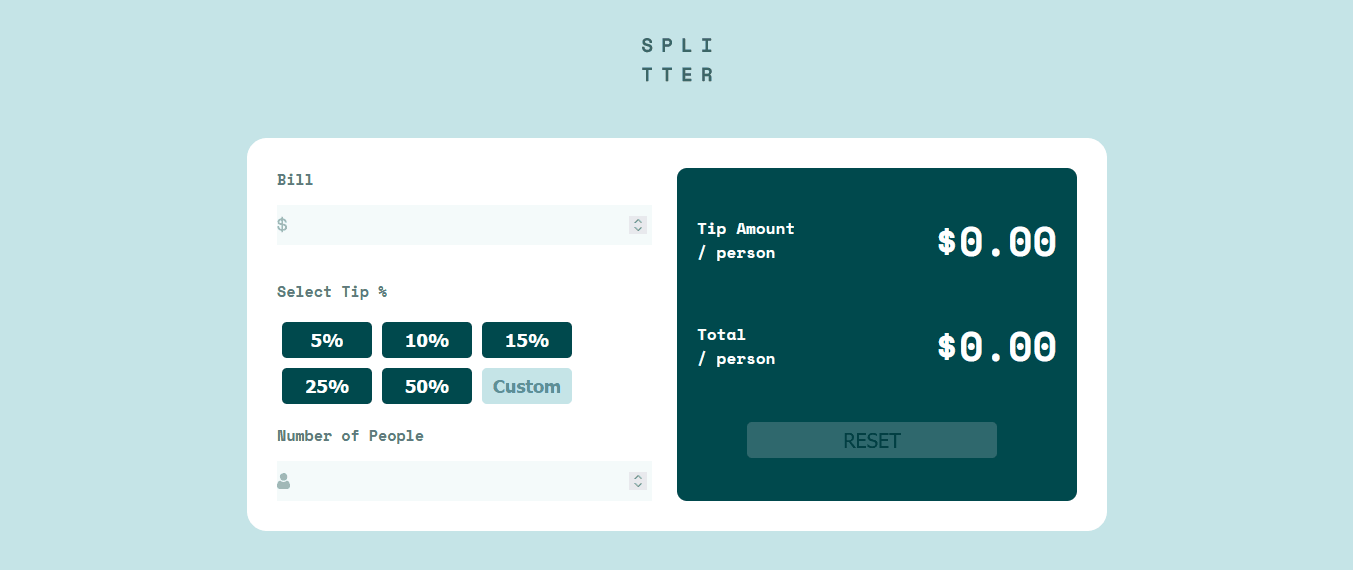 SPLI
TTER
Bill
$
Select Tip %
5% 10% 15%
25% 50% Custom
Number of People
Tip Amount
/ person
$0.00
Total
/ person
$0.00
RESET